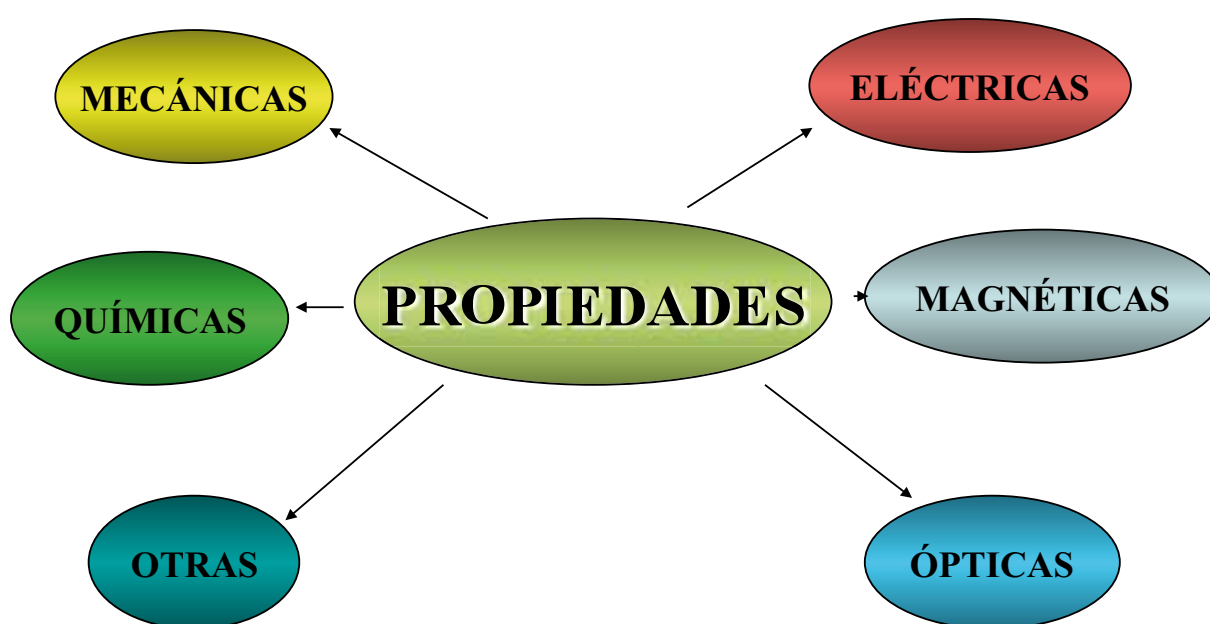 MECÁNICAS
ELÉCTRICAS
PROPIEDADES
QUÍMICAS
MAGNÉTICAS
OTRAS
ÓPTICAS